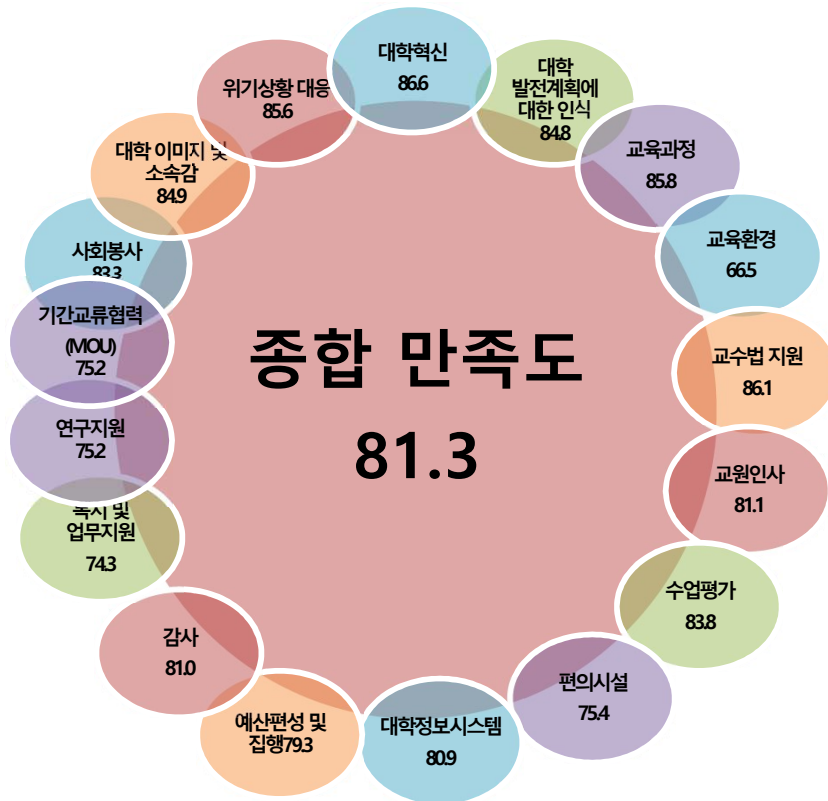 대학혁신
86.6
대학
발전계획에
대한 인식
84.8
교육과정
85.8
교육환경
66.5
교수법 지원
86.1
교원인사
81.1
수업평가
83.8
편의시설
75.4
대학정보시스템
80.9
예산편성 및
집행79.3
감사
81.0
복지 및
업무지원
74.3
연구지원
75.2
기간교류협력
(MOU)
75.2
사회봉사
83.3
대학 이미지 및
소속감
84.9
위기상황 대응
85.6
종합 만족도
81.3